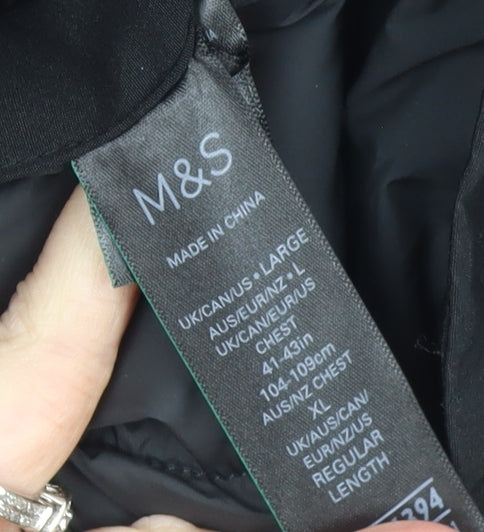 M&S
MADE IN CHINA
UK/CAN/US • LARGE
AUS/EUR/NZ • L
UK/CAN/EUR/US
CHEST
41-43in
104-109cm
AUS/NZ CHEST
XL
UK/AUS/CAN/
EUR/NZ/US
REGULAR
LENGTH